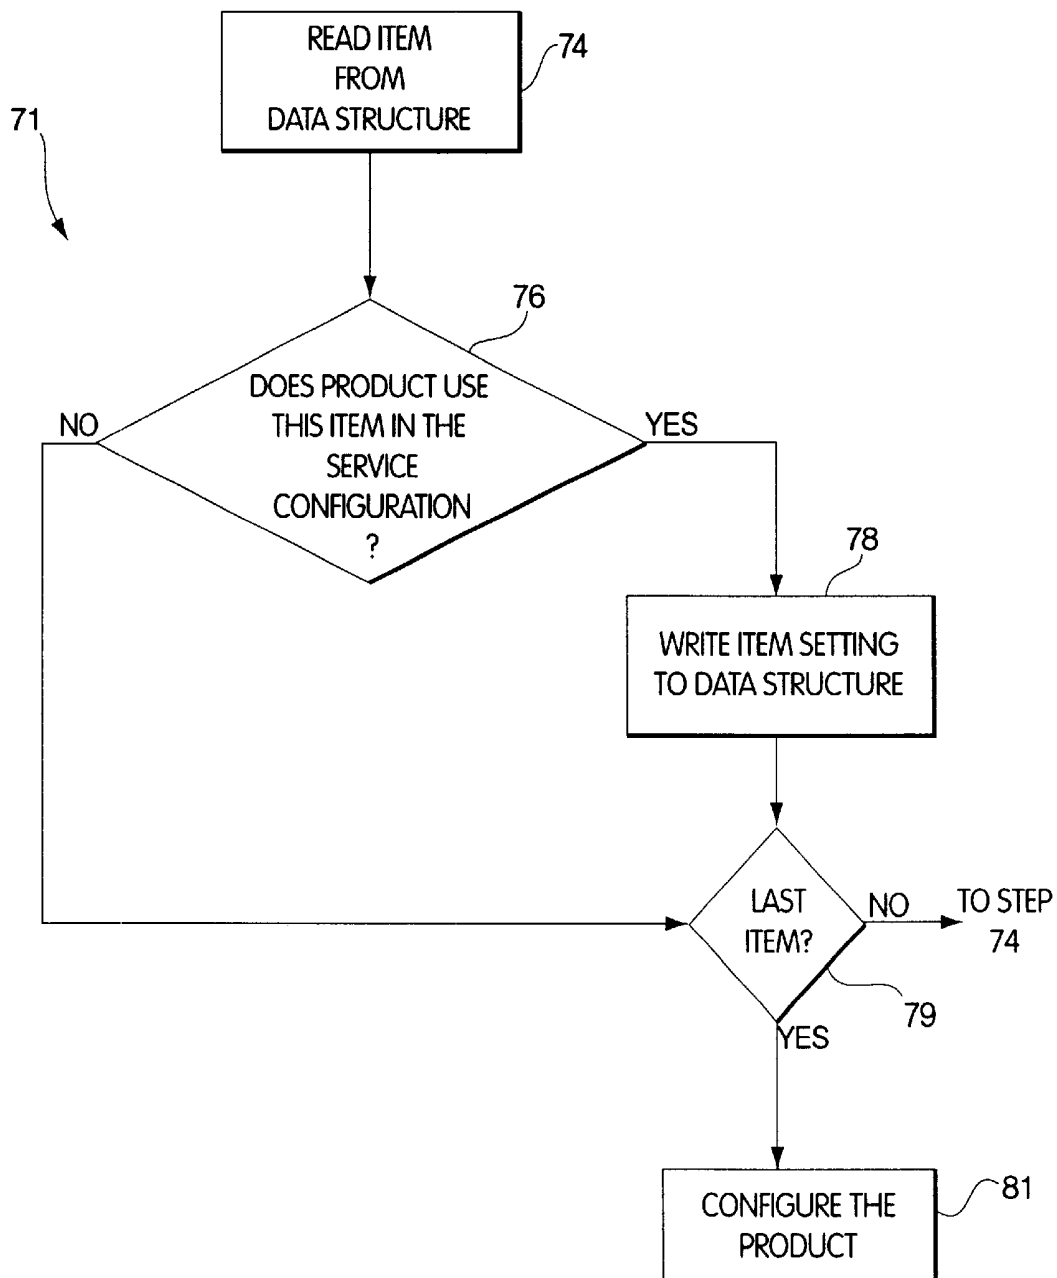 READ ITEM
FROM
DATA STRUCTURE
74
71
76
DOES PRODUCT USE
THIS ITEM IN THE
SERVICE
CONFIGURATION
?
NO
YES
78
WRITE ITEM SETTING
TO DATA STRUCTURE
LAST
ITEM?
NO
TO STEP
74
79
YES
CONFIGURE THE
PRODUCT
81